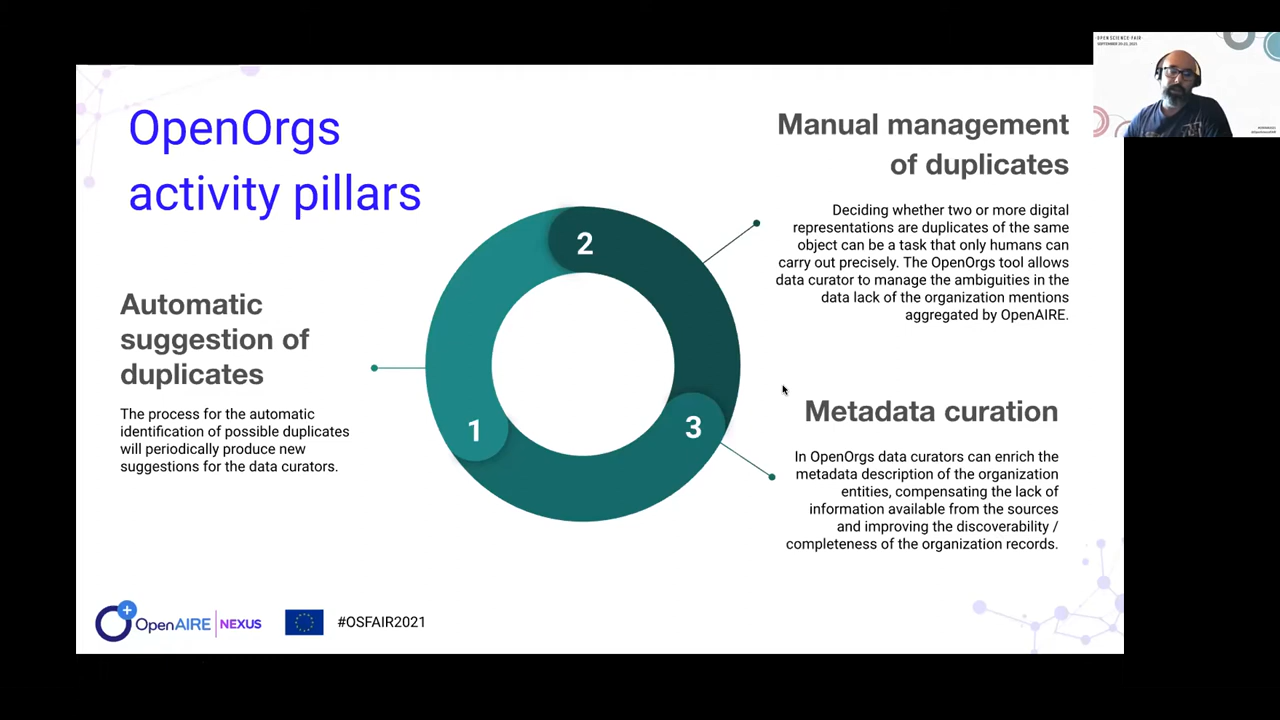 OpenOrgs
activity pillars
Automatic
suggestion of
duplicates
The process for the automatic
identification of possible duplicates
will periodically produce new
suggestions for the data curators.
1
2
3
Manual management
of duplicates
Deciding whether two or more digital
representations are duplicates of the same
object can be a task that only humans can
carry out precisely. The OpenOrgs tool allows
data curator to manage the ambiguities in the
data lack of the organization mentions
aggregated by OpenAIRE.
Metadata curation
In OpenOrgs data curators can enrich the
metadata description of the organization
entities, compensating the lack of
information available from the sources
and improving the discoverability /
completeness of the organization records.
OpenAIRE NEXUS
#OSFAIR2021
OPEN SCIENCE FAIR